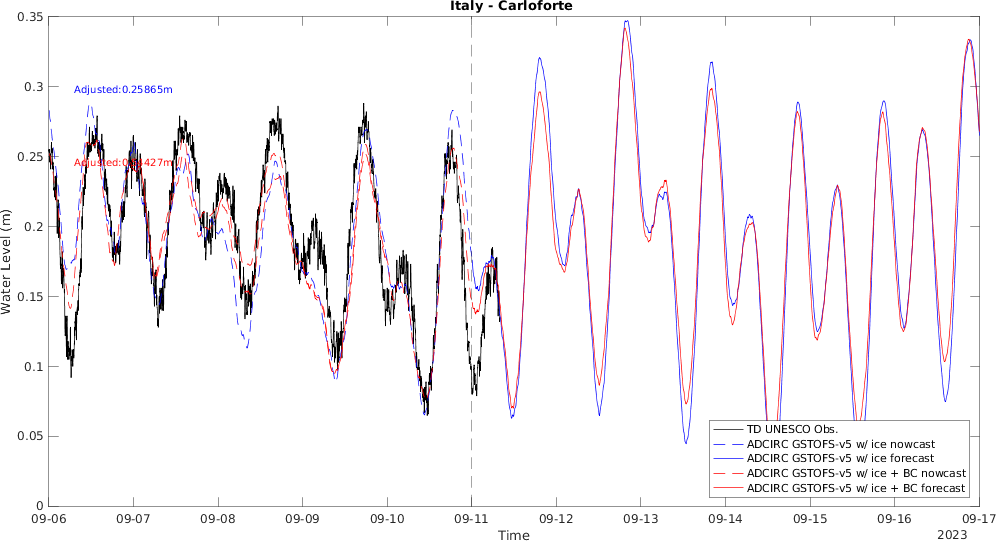 Italy - Carloforte
0.35
0.3
0.25
0.2
0.15
0.1
0.05
0
Water Level (m)
Adjusted:0.25865m
TD UNESCO Obs.
ADCIRC GSTOFS-v5 w/ ice nowcast
ADCIRC GSTOFS-v5 w/ ice forecast
ADCIRC GSTOFS-v5 w/ ice + BC nowcast
ADCIRC GSTOFS-v5 w/ ice + BC forecast
09-06 09-07 09-08 09-09 09-10 09-11 09-12 09-13 09-14 09-15 09-16 09-17
Time
2023